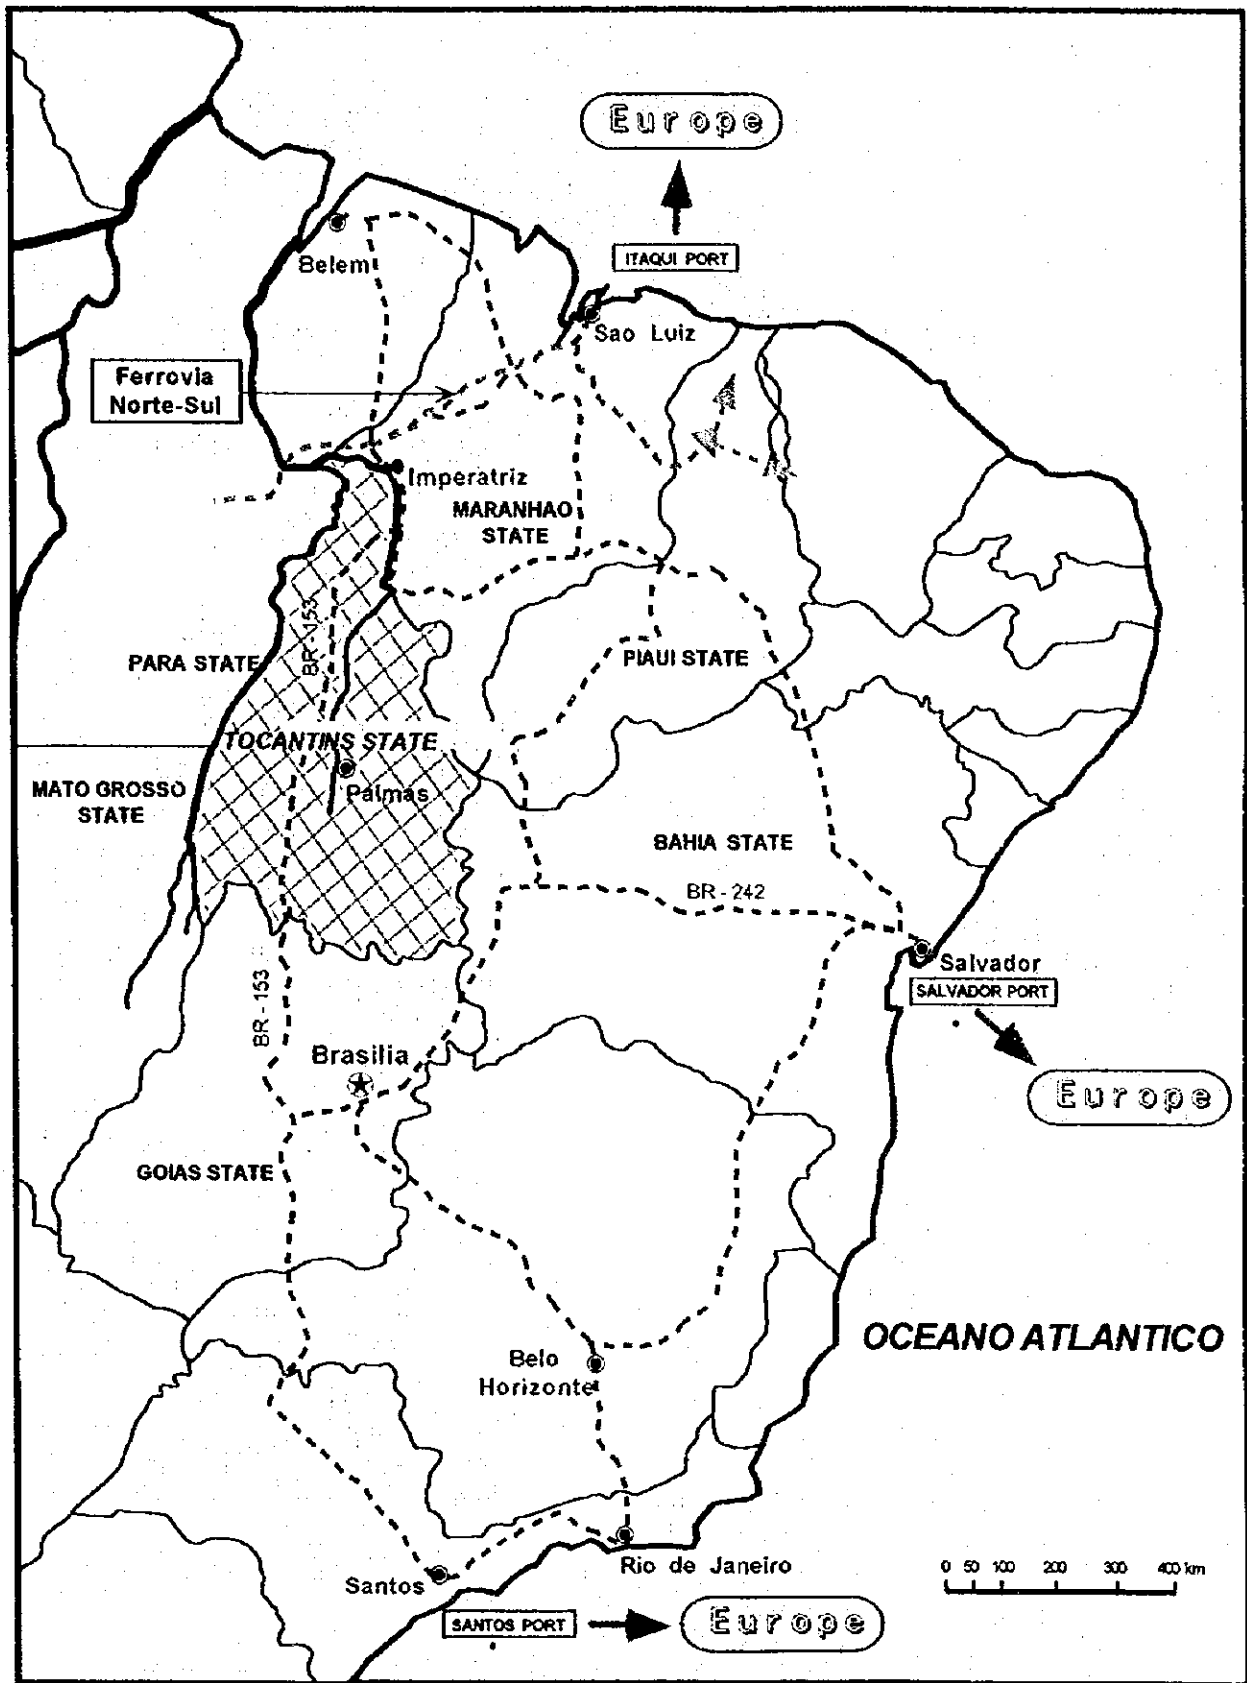 Europe
ITAQUI PORT
Belem
Sao Luiz
Ferrovia
Norte-Sul
Imperatriz
MARANHAO
STATE
BR - 153
PARA STATE
PIAUI STATE
TOCANTINS STATE
Palmas
MATO GROSSO
STATE
BAHIA STATE
BR - 242
Salvador
SALVADOR PORT
BR - 153
Brasilia
Europe
GOIAS STATE
OCEANO ATLANTICO
Belo
Horizonte
Rio de Janeiro
0 50 100 200 300 400 km
Santos
SANTOS PORT
Europe